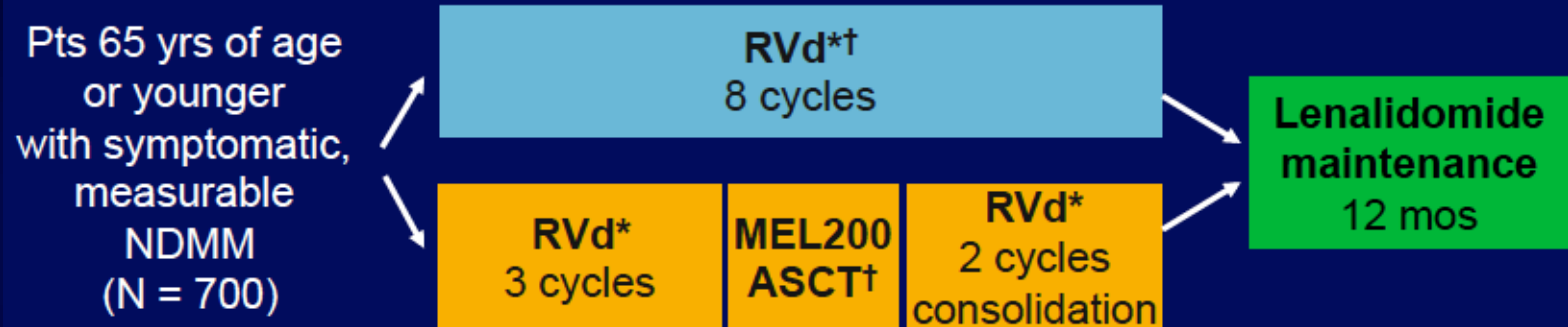 Pts 65 yrs of age
or younger
with symptomatic,
measurable
NDMM
(N = 700)
RVd*†
8 cycles
RVd*
3 cycles
MEL200
ASCT†
RVd*
2 cycles
consolidation
Lenalidomide
maintenance
12 mos